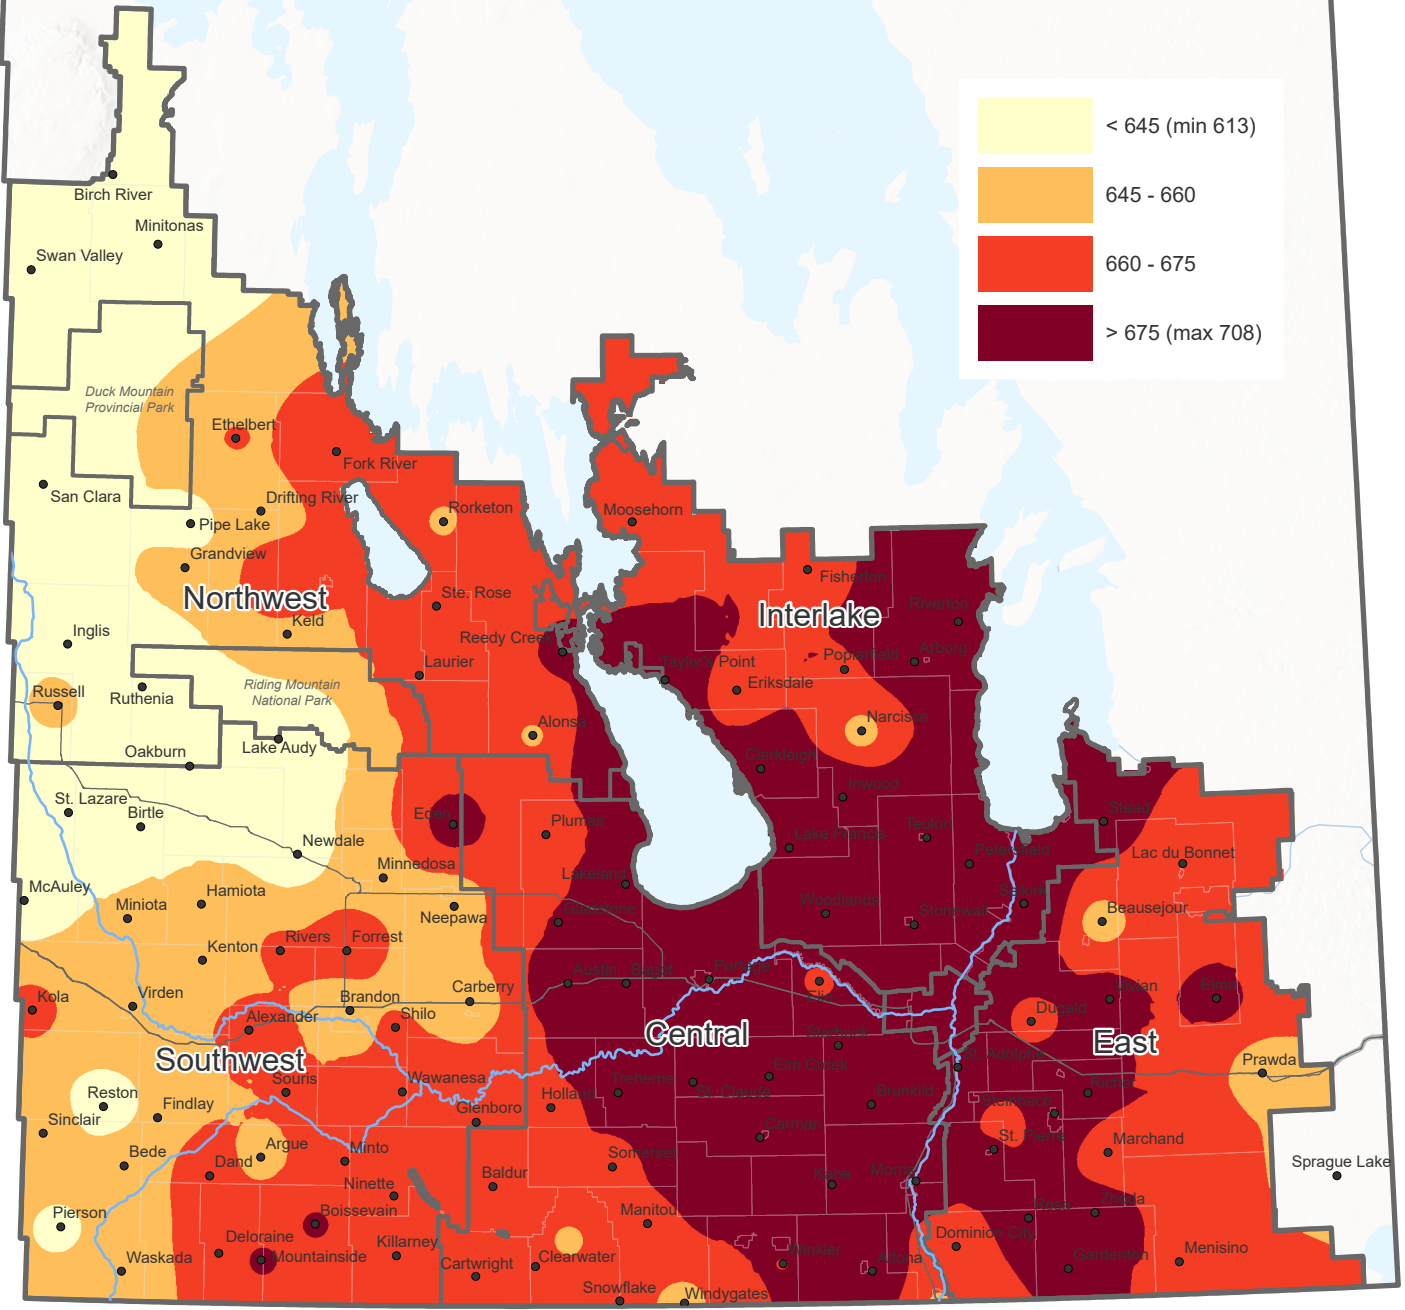 < 645 (min 613)
645 - 660
660 - 675
> 675 (max 708)
Birch River
Minitonas
Swan Valley
Duck Mountain
Provincial Park
Ethelbert
Fork River
San Clara
Drifting River
Rorketon
Moosehorn
Pipe Lake
Grandview
Fisherton
Northwest
Ste. Rose
Interlake
Riverton
Inglis
Keld
Reedy Creek
Laurier
Taylor's Point
Poplarfield
Arborg
Eriksdale
Russell
Ruthenia
Riding Mountain
National Park
Alonsa
Narcisse
Oakburn
Lake Audy
Clarkleigh
Inwood
St. Lazare
Birtle
Eden
Plumas
Lake Francis
Teulon
Stead
Newdale
Petersfield
Lac du Bonnet
Minnedosa
Lakeland
McAuley
Hamiota
Selkirk
Miniota
Neepawa
Gladstone
Woodlands
Stonewall
Beausejour
Kenton
Rivers
Forrest
Austin
Bagot
Portage
Kola
Virden
Brandon
Carberry
Elie
Vivian
Elma
Alexander
Shilo
Dugald
Central
Starbuck
East
Southwest
St. Adolphe
Prawda
Souris
Wawanesa
Treherne
St. Claude
Elm Creek
Brunkild
Richer
Reston
Findlay
Glenboro
Holland
Steinbach
Sinclair
Carman
St. Pierre
Marchand
Bede
Argue
Dand
Minto
Somerset
Sprague Lake
Ninette
Baldur
Kane
Morris
Pierson
Boissevain
Manitou
Rosa
Zhoda
Deloraine
Mountainside
Killarney
Cartwright
Clearwater
Winkler
Altona
Dominion City
Gardenton
Menisino
Waskada
Snowflake
Windygates